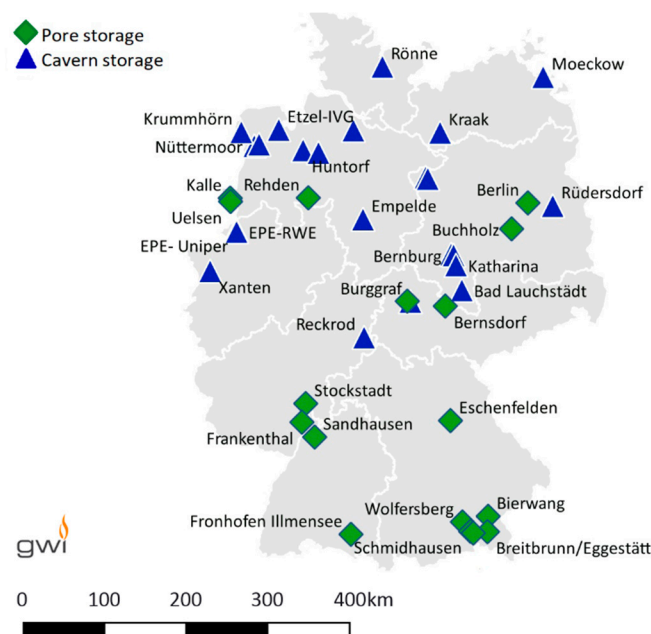 Pore storage
Cavern storage
Rönne
Moeckow
Krummhörn
Etzel-IVG
Kraak
Nüttermoor
Huntorf
Kalle
Rehden
Berlin
Rüdersdorf
Uelsen
Empelde
Buchholz
EPE-RWE
EPE- Uniper
Bernburg
Katharina
Xanten
Burggraf
Bad Lauchstädt
Bernsdorf
Reckrod
Stockstadt
Eschenfelden
Sandhausen
Frankenthal
Wolfersberg
Bierwang
Fronhofen Illmensee
Schmidhausen
Breitbrunn/Eggestätt
gwi
0 100 200 300 400km